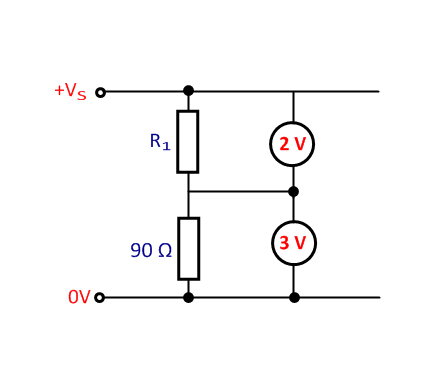 +Vₛ
R₁
2 V
90 Ω
3 V
0V